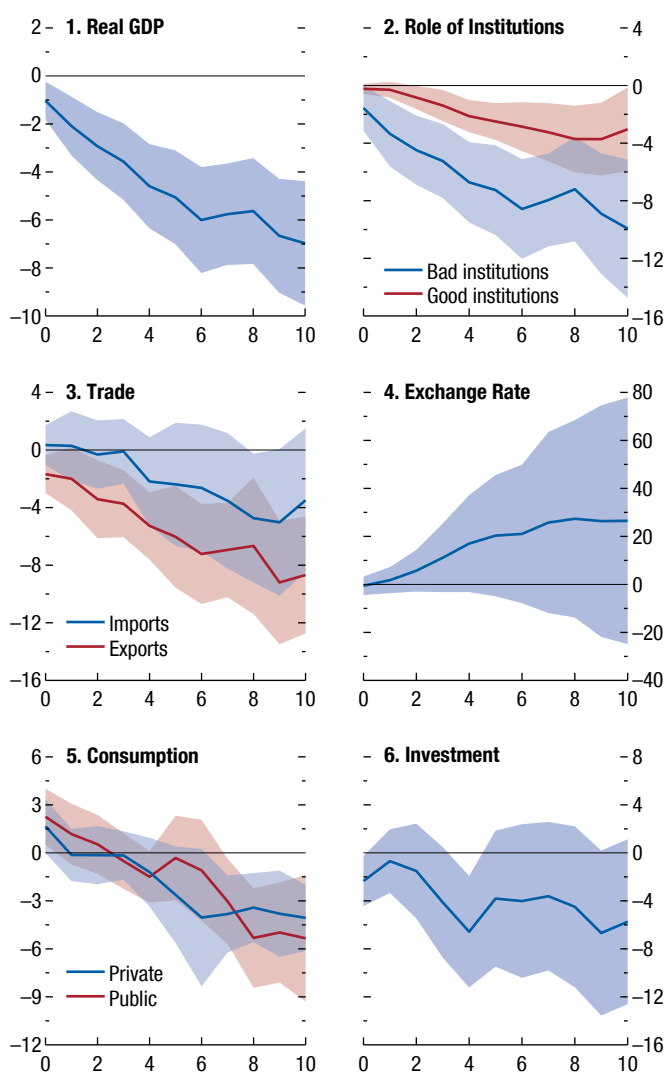 1. Real GDP
2
0
−2
−4
−6
−8
−10
0 2 4 6 8 10
2. Role of Institutions
4
0
−4
−8
−12
−16
Bad institutions
Good institutions
0 2 4 6 8 10
3. Trade
4
0
−4
−8
−12
−16
Imports
Exports
0 2 4 6 8 10
4. Exchange Rate
80
60
40
20
0
−20
−40
0 2 4 6 8 10
5. Consumption
6
3
0
−3
−6
−9
−12
Private
Public
0 2 4 6 8 10
6. Investment
8
4
0
−4
−8
−12
−16
0 2 4 6 8 10